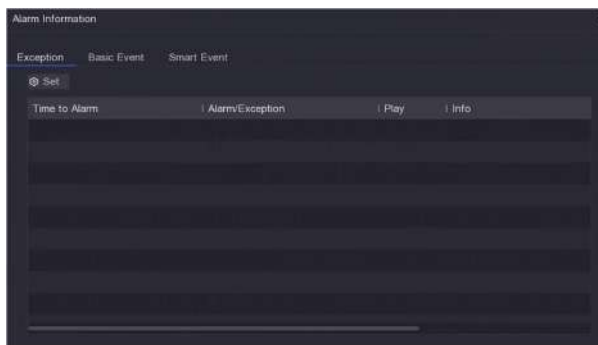 Alarm Information
Exception Basic Event Smart Event
Set
Time to Alarm Alarm/Exception Play Info